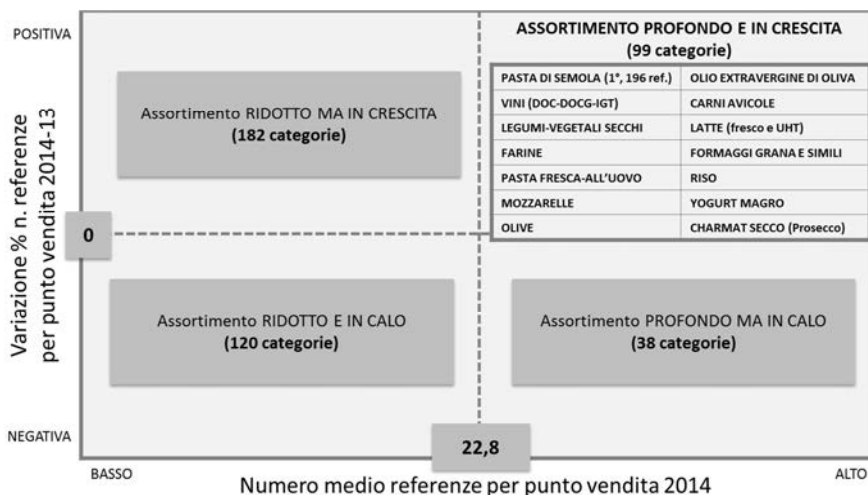 POSITIVA
Variazione % n. referenze
per punto vendita 2014-13
NEGATIVA
0
Assortimento RIDOTTO MA IN CRESCITA
(182 categorie)
ASSORTIMENTO PROFONDO E IN CRESCITA
(99 categorie)
PASTA DI SEMOLA (1°, 196 ref.) OLIO EXTRAVERGINE DI OLIVA
VINI (DOC-DOCG-IGT) CARNI AVICOLE
LEGUMI-VEGETALI SECCHI LATTE (fresco e UHT)
FARINE FORMAGGI GRANA E SIMILI
PASTA FRESCA-ALL'UOVO RISO
MOZZARELLE YOGURT MAGRO
OLIVE CHARMAT SECCO (Prosecco)
Assortimento RIDOTTO E IN CALO
(120 categorie)
Assortimento PROFONDO MA IN CALO
(38 categorie)
22,8
BASSO
Numero medio referenze per punto vendita 2014
ALTO